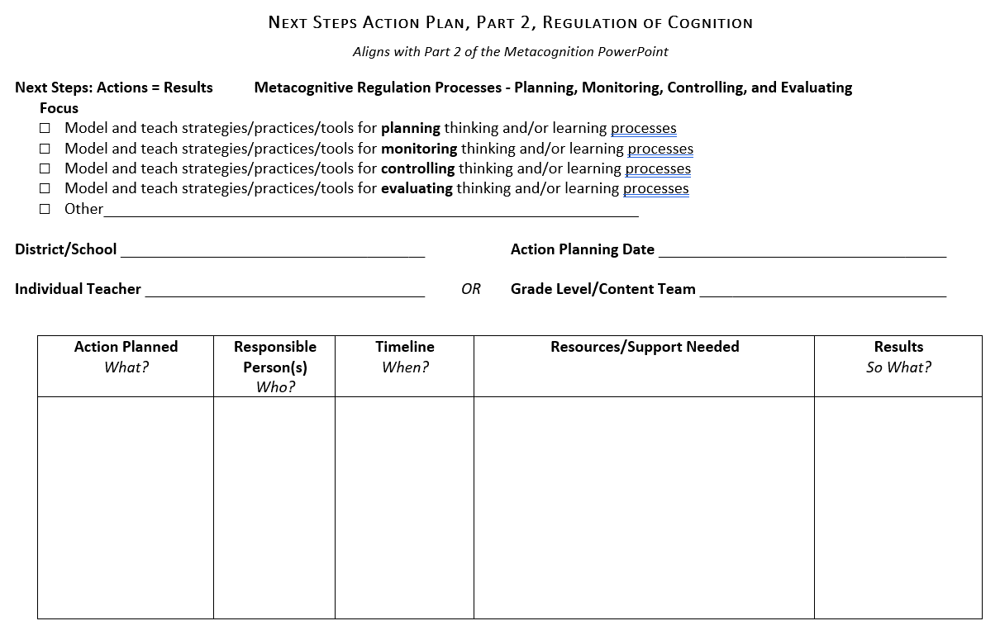 NEXT STEPS ACTION PLAN, PART 2, REGULATION OF COGNITION
Aligns with Part 2 of the Metacognition PowerPoint
Next Steps: Actions = Results Metacognitive Regulation Processes - Planning, Monitoring, Controlling, and Evaluating
Focus
☐ Model and teach strategies/practices/tools for planning thinking and/or learning processes
☐ Model and teach strategies/practices/tools for monitoring thinking and/or learning processes
☐ Model and teach strategies/practices/tools for controlling thinking and/or learning processes
☐ Model and teach strategies/practices/tools for evaluating thinking and/or learning processes
☐ Other
District/School Action Planning Date
Individual Teacher OR Grade Level/Content Team
Action Planned
What?
Responsible
Person(s)
Who?
Timeline
When?
Resources/Support Needed
Results
So What?